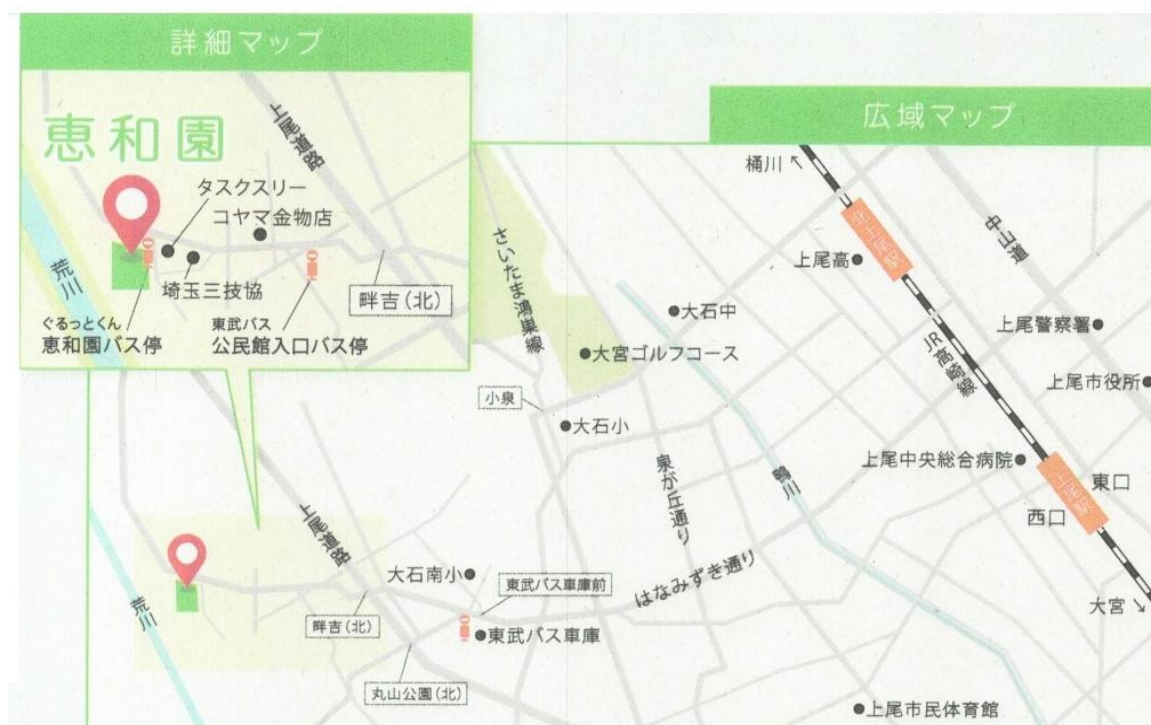 詳細マップ
恵和園
上尾道路
タスクスリー
コヤマ金物店
荒川
埼玉三技協
畔吉(北)
ぐるっとくん
恵和園バス停
東武バス
公民館入口バス停
広域マップ
桶川 ↖
北上尾駅
中山道
上尾高
さいたま鴻巣線
大石中
大宮ゴルフコース
JR高崎線
上尾警察署
上尾市役所
小泉
大石小
泉が丘通り
鴨川
上尾中央総合病院
上尾駅
東口
西口
上尾道路
大石南小
東武バス車庫前
はなみずき通り
大宮 ↘
荒川
畔吉(北)
東武バス車庫
丸山公園(北)
上尾市民体育館